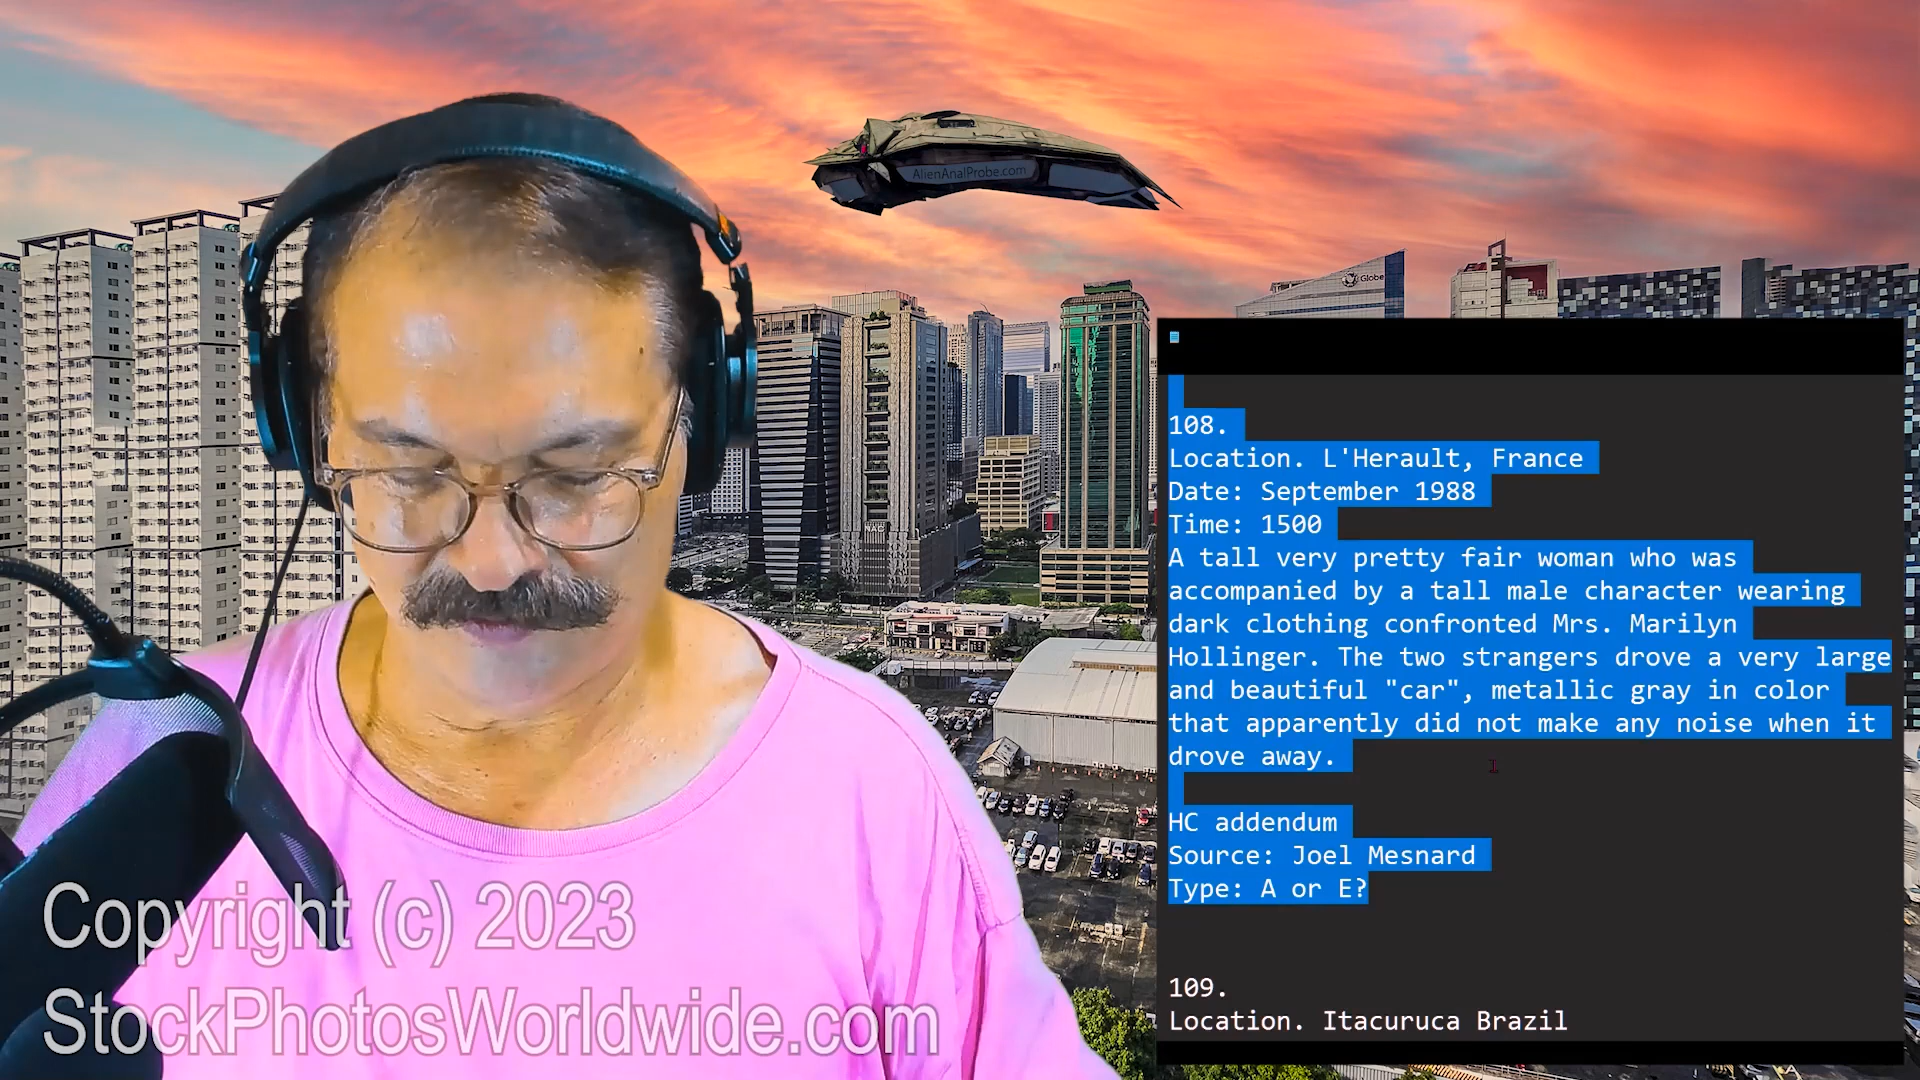 AlienAnalProbe.com
Globe
NAC
108.
Location. L'Herault, France
Date: September 1988
Time: 1500
A tall very pretty fair woman who was
accompanied by a tall male character wearing
dark clothing confronted Mrs. Marilyn
Hollinger. The two strangers drove a very large
and beautiful "car", metallic gray in color
that apparently did not make any noise when it
drove away.
HC addendum
Source: Joel Mesnard
Type: A or E?
109.
Location. Itacuruca Brazil
Copyright (c) 2023
StockPhotosWorldwide.com